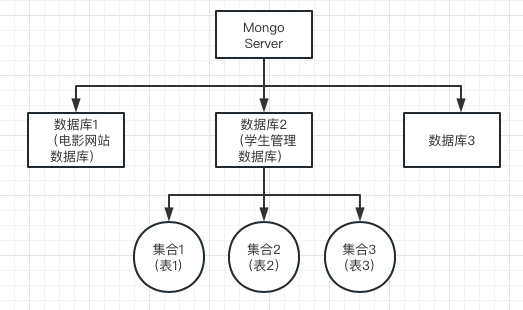 Mongo
Server
数据库1
（电影网站
数据库）
数据库2
（学生管理
数据库）
数据库3
集合1
（表1）
集合2
（表2）
集合3
（表3）